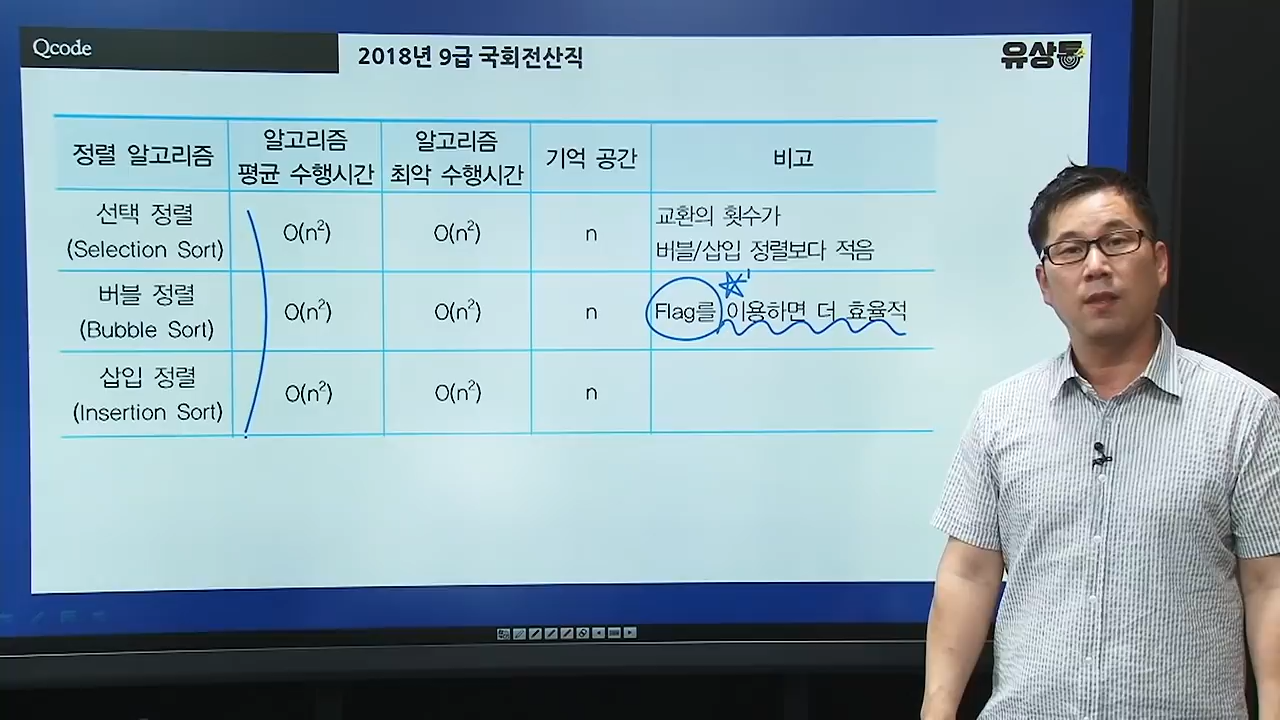 Qcode
2018년 9급 국회전산직
유상통
정렬 알고리즘
알고리즘
평균 수행시간
알고리즘
최악 수행시간
기억 공간
비고
선택 정렬
(Selection Sort)
O(n²)
O(n²)
n
교환의 횟수가
버블/삽입 정렬보다 적음
버블 정렬
(Bubble Sort)
O(n²)
O(n²)
n
Flag를 이용하면 더 효율적
삽입 정렬
(Insertion Sort)
O(n²)
O(n²)
n